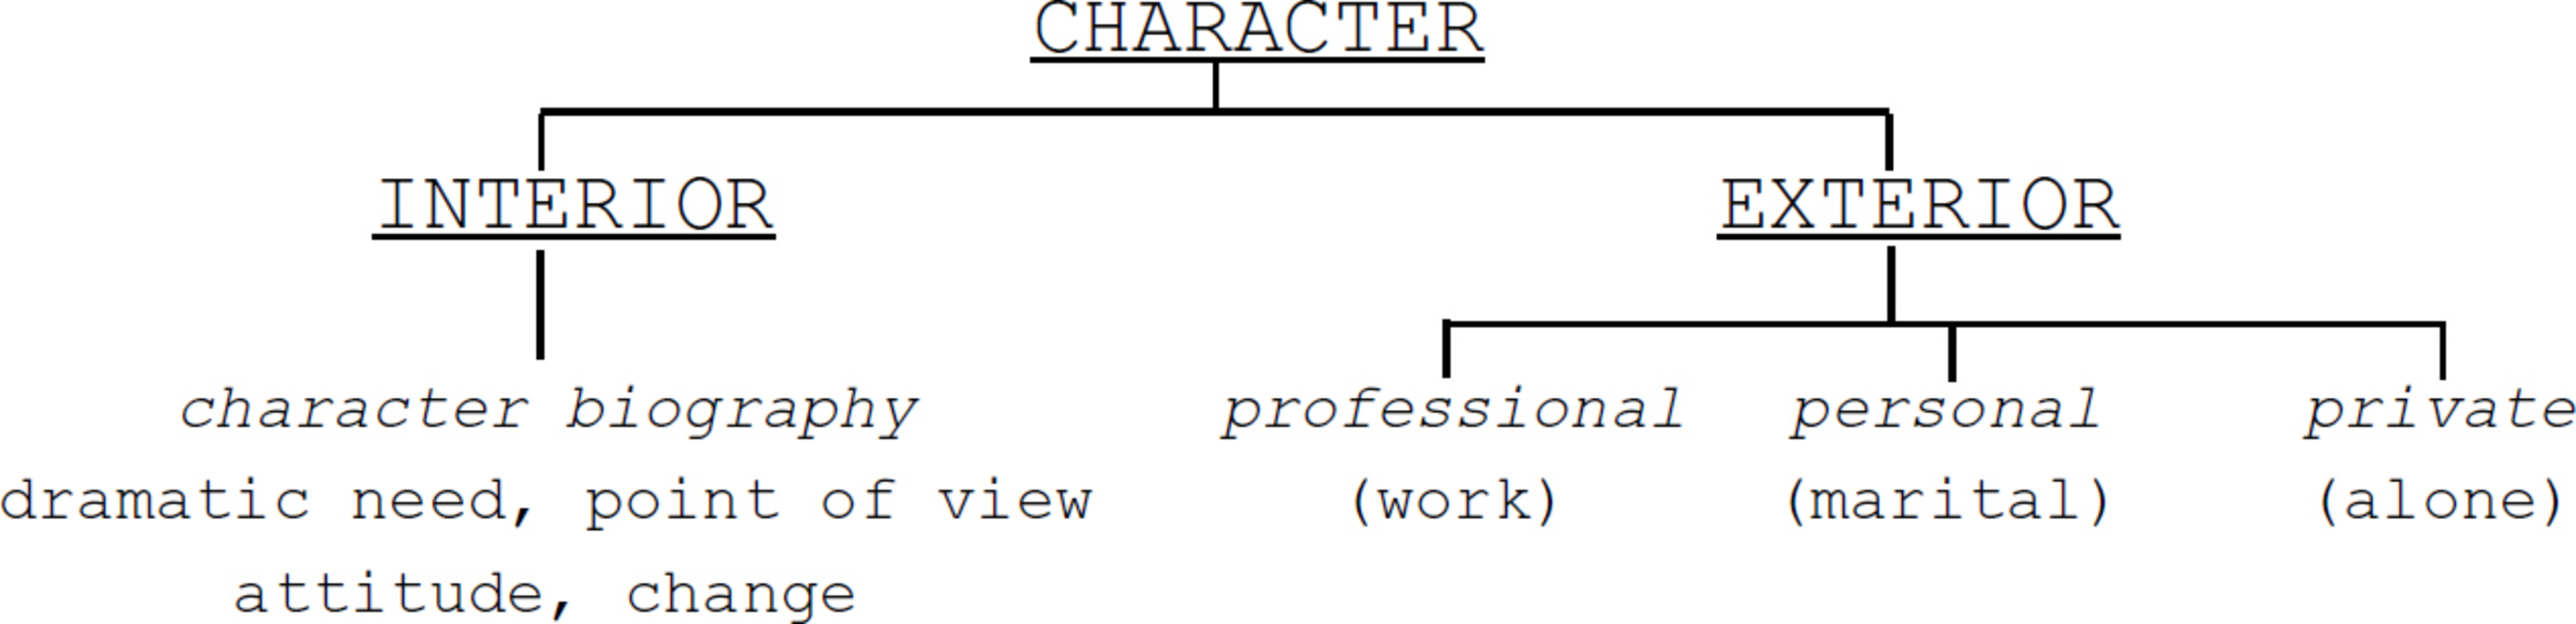 CHARACTER
INTERIOR EXTERIOR
character biography professional personal private
dramatic need, point of view (work) (marital) (alone)
attitude, change